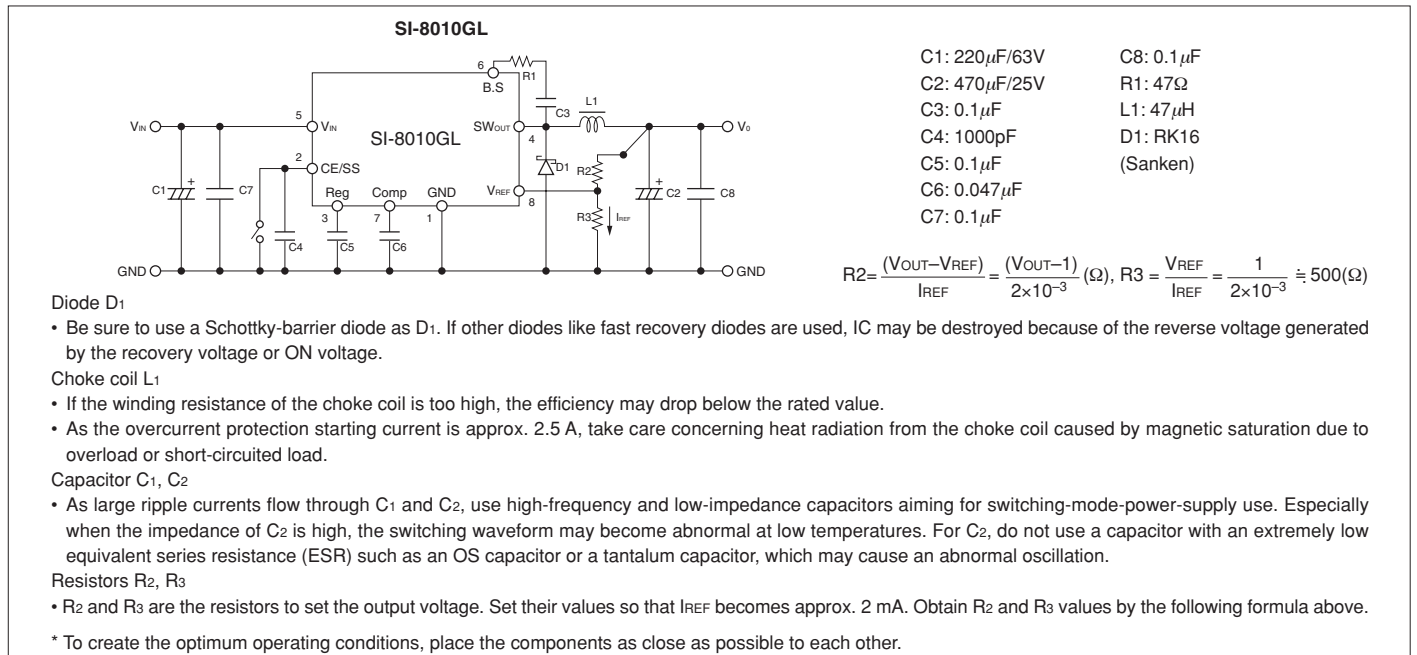 SI-8010GL
6
B.S
R1
C3
L1
VIN
5
VIN
SI-8010GL
SWOUT
4
V0
2
CE/SS
D1
R2
C1
+
C7
Reg
Comp
GND
VREF
8
+
C2
C8
3
7
1
R3
IREF
C4
C5
C6
GND
GND
C1: 220μF/63V
C2: 470μF/25V
C3: 0.1μF
C4: 1000pF
C5: 0.1μF
C6: 0.047μF
C7: 0.1μF
C8: 0.1μF
R1: 47Ω
L1: 47μH
D1: RK16
(Sanken)
R2= (VOUT–VREF) / IREF = (VOUT–1) / 2×10–3 (Ω), R3 = VREF / IREF = 1 / 2×10–3 ≒ 500(Ω)
Diode D1
• Be sure to use a Schottky-barrier diode as D1. If other diodes like fast recovery diodes are used, IC may be destroyed because of the reverse voltage generated
by the recovery voltage or ON voltage.
Choke coil L1
• If the winding resistance of the choke coil is too high, the efficiency may drop below the rated value.
• As the overcurrent protection starting current is approx. 2.5 A, take care concerning heat radiation from the choke coil caused by magnetic saturation due to
overload or short-circuited load.
Capacitor C1, C2
• As large ripple currents flow through C1 and C2, use high-frequency and low-impedance capacitors aiming for switching-mode-power-supply use. Especially
when the impedance of C2 is high, the switching waveform may become abnormal at low temperatures. For C2, do not use a capacitor with an extremely low
equivalent series resistance (ESR) such as an OS capacitor or a tantalum capacitor, which may cause an abnormal oscillation.
Resistors R2, R3
• R2 and R3 are the resistors to set the output voltage. Set their values so that IREF becomes approx. 2 mA. Obtain R2 and R3 values by the following formula above.
* To create the optimum operating conditions, place the components as close as possible to each other.